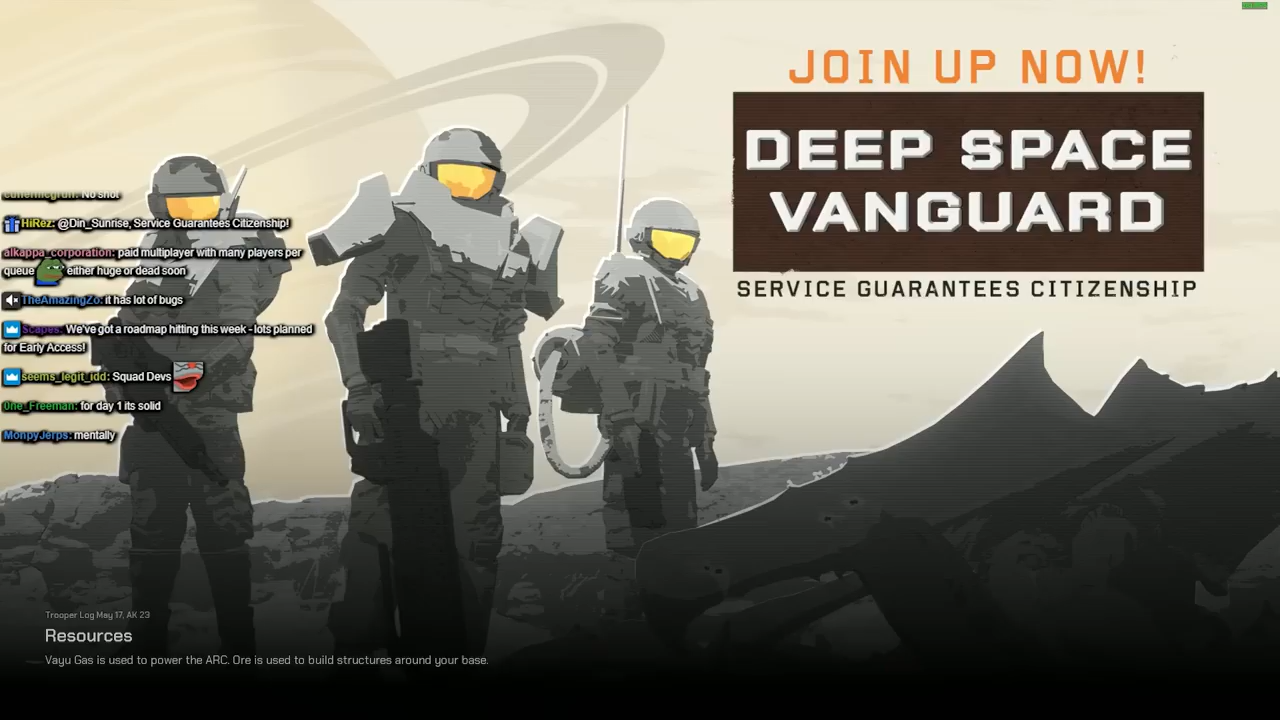 JOIN UP NOW!
DEEP SPACE
VANGUARD
SERVICE GUARANTEES CITIZENSHIP
No shot
HiRez: @Din_Sunrise, Service Guarantees Citizenship!
alkappa_corporation: paid multiplayer with many players per
queue either huge or dead soon
TheAmazingZo: it has lot of bugs
Scapes: We've got a roadmap hitting this week - lots planned
for Early Access!
seems_legit_idd: Squad Devs
0ne_Freeman: for day 1 its solid
MonpyJerps: mentally
Trooper Log May 17, AK 23
Resources
Vayu Gas is used to power the ARC. Ore is used to build structures around your base.